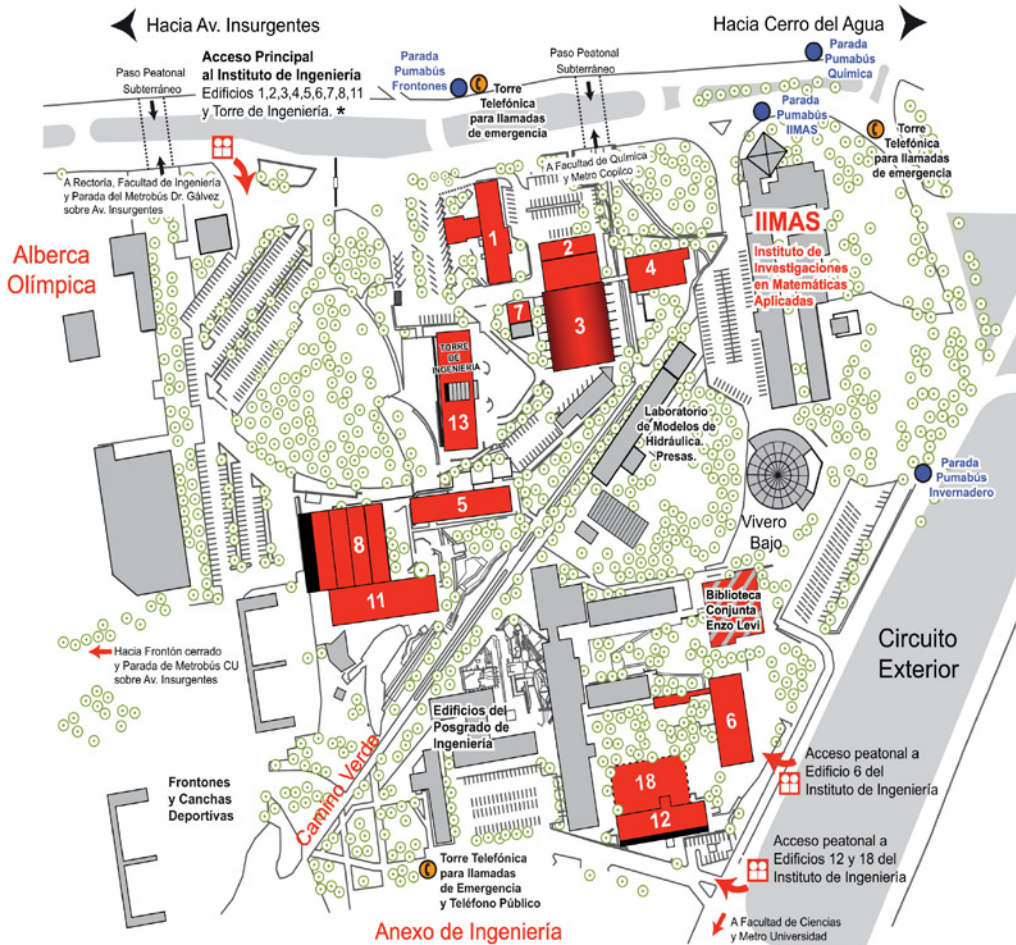 Hacia Av. Insurgentes
Hacia Cerro del Agua
Paso Peatonal
Subterráneo
Acceso Principal
al Instituto de Ingeniería
Edificios 1,2,3,4,5,6,7,8,11
y Torre de Ingeniería. *
Parada
Pumabús
Frontones
Torre
Telefónica
para llamadas
de emergencia
Paso Peatonal
Subterráneo
Parada
Pumabús
Química
Parada
Pumabús
IIMAS
Torre
Telefónica
para llamadas
de emergencia
A Rectoría, Facultad de Ingeniería
y Parada del Metrobús Dr. Gálvez
sobre Av. Insurgentes
A Facultad de Química
y Metro Copilco
Alberca
Olímpica
1
2
3
4
7
IIMAS
Instituto de
Investigaciones
en Matemáticas
Aplicadas
TORRE
DE
INGENIERIA
13
Laboratorio
de Modelos de
Hidráulica.
Presas.
Parada
Pumabús
Invernadero
5
8
11
Vivero
Bajo
Biblioteca
Conjunta
Enzo Levi
Circuito
Exterior
Hacia Frontón cerrado
y Parada de Metrobús CU
sobre Av. Insurgentes
Edificios del
Posgrado de
Ingeniería
6
18
12
Camino Verde
Frontones
y Canchas
Deportivas
Acceso peatonal a
Edificio 6 del
Instituto de Ingeniería
Acceso peatonal a
Edificios 12 y 18 del
Instituto de Ingeniería
Torre Telefónica
para llamadas
de Emergencia
y Teléfono Público
Anexo de Ingeniería
A Facultad de Ciencias
y Metro Universidad